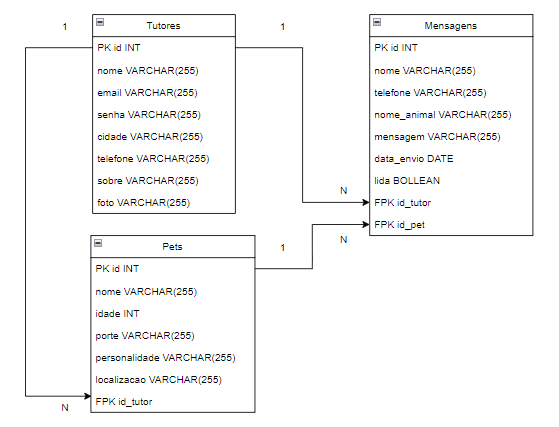 1
Tutores
PK id INT
nome VARCHAR(255)
email VARCHAR(255)
senha VARCHAR(255)
cidade VARCHAR(255)
telefone VARCHAR(255)
sobre VARCHAR(255)
foto VARCHAR(255)
1
Mensagens
PK id INT
nome VARCHAR(255)
telefone VARCHAR(255)
nome_animal VARCHAR(255)
mensagem VARCHAR(255)
data_envio DATE
lida BOLLEAN
FPK id_tutor
FPK id_pet
N
N
1
Pets
PK id INT
nome VARCHAR(255)
idade INT
porte VARCHAR(255)
personalidade VARCHAR(255)
localizacao VARCHAR(255)
FPK id_tutor
N